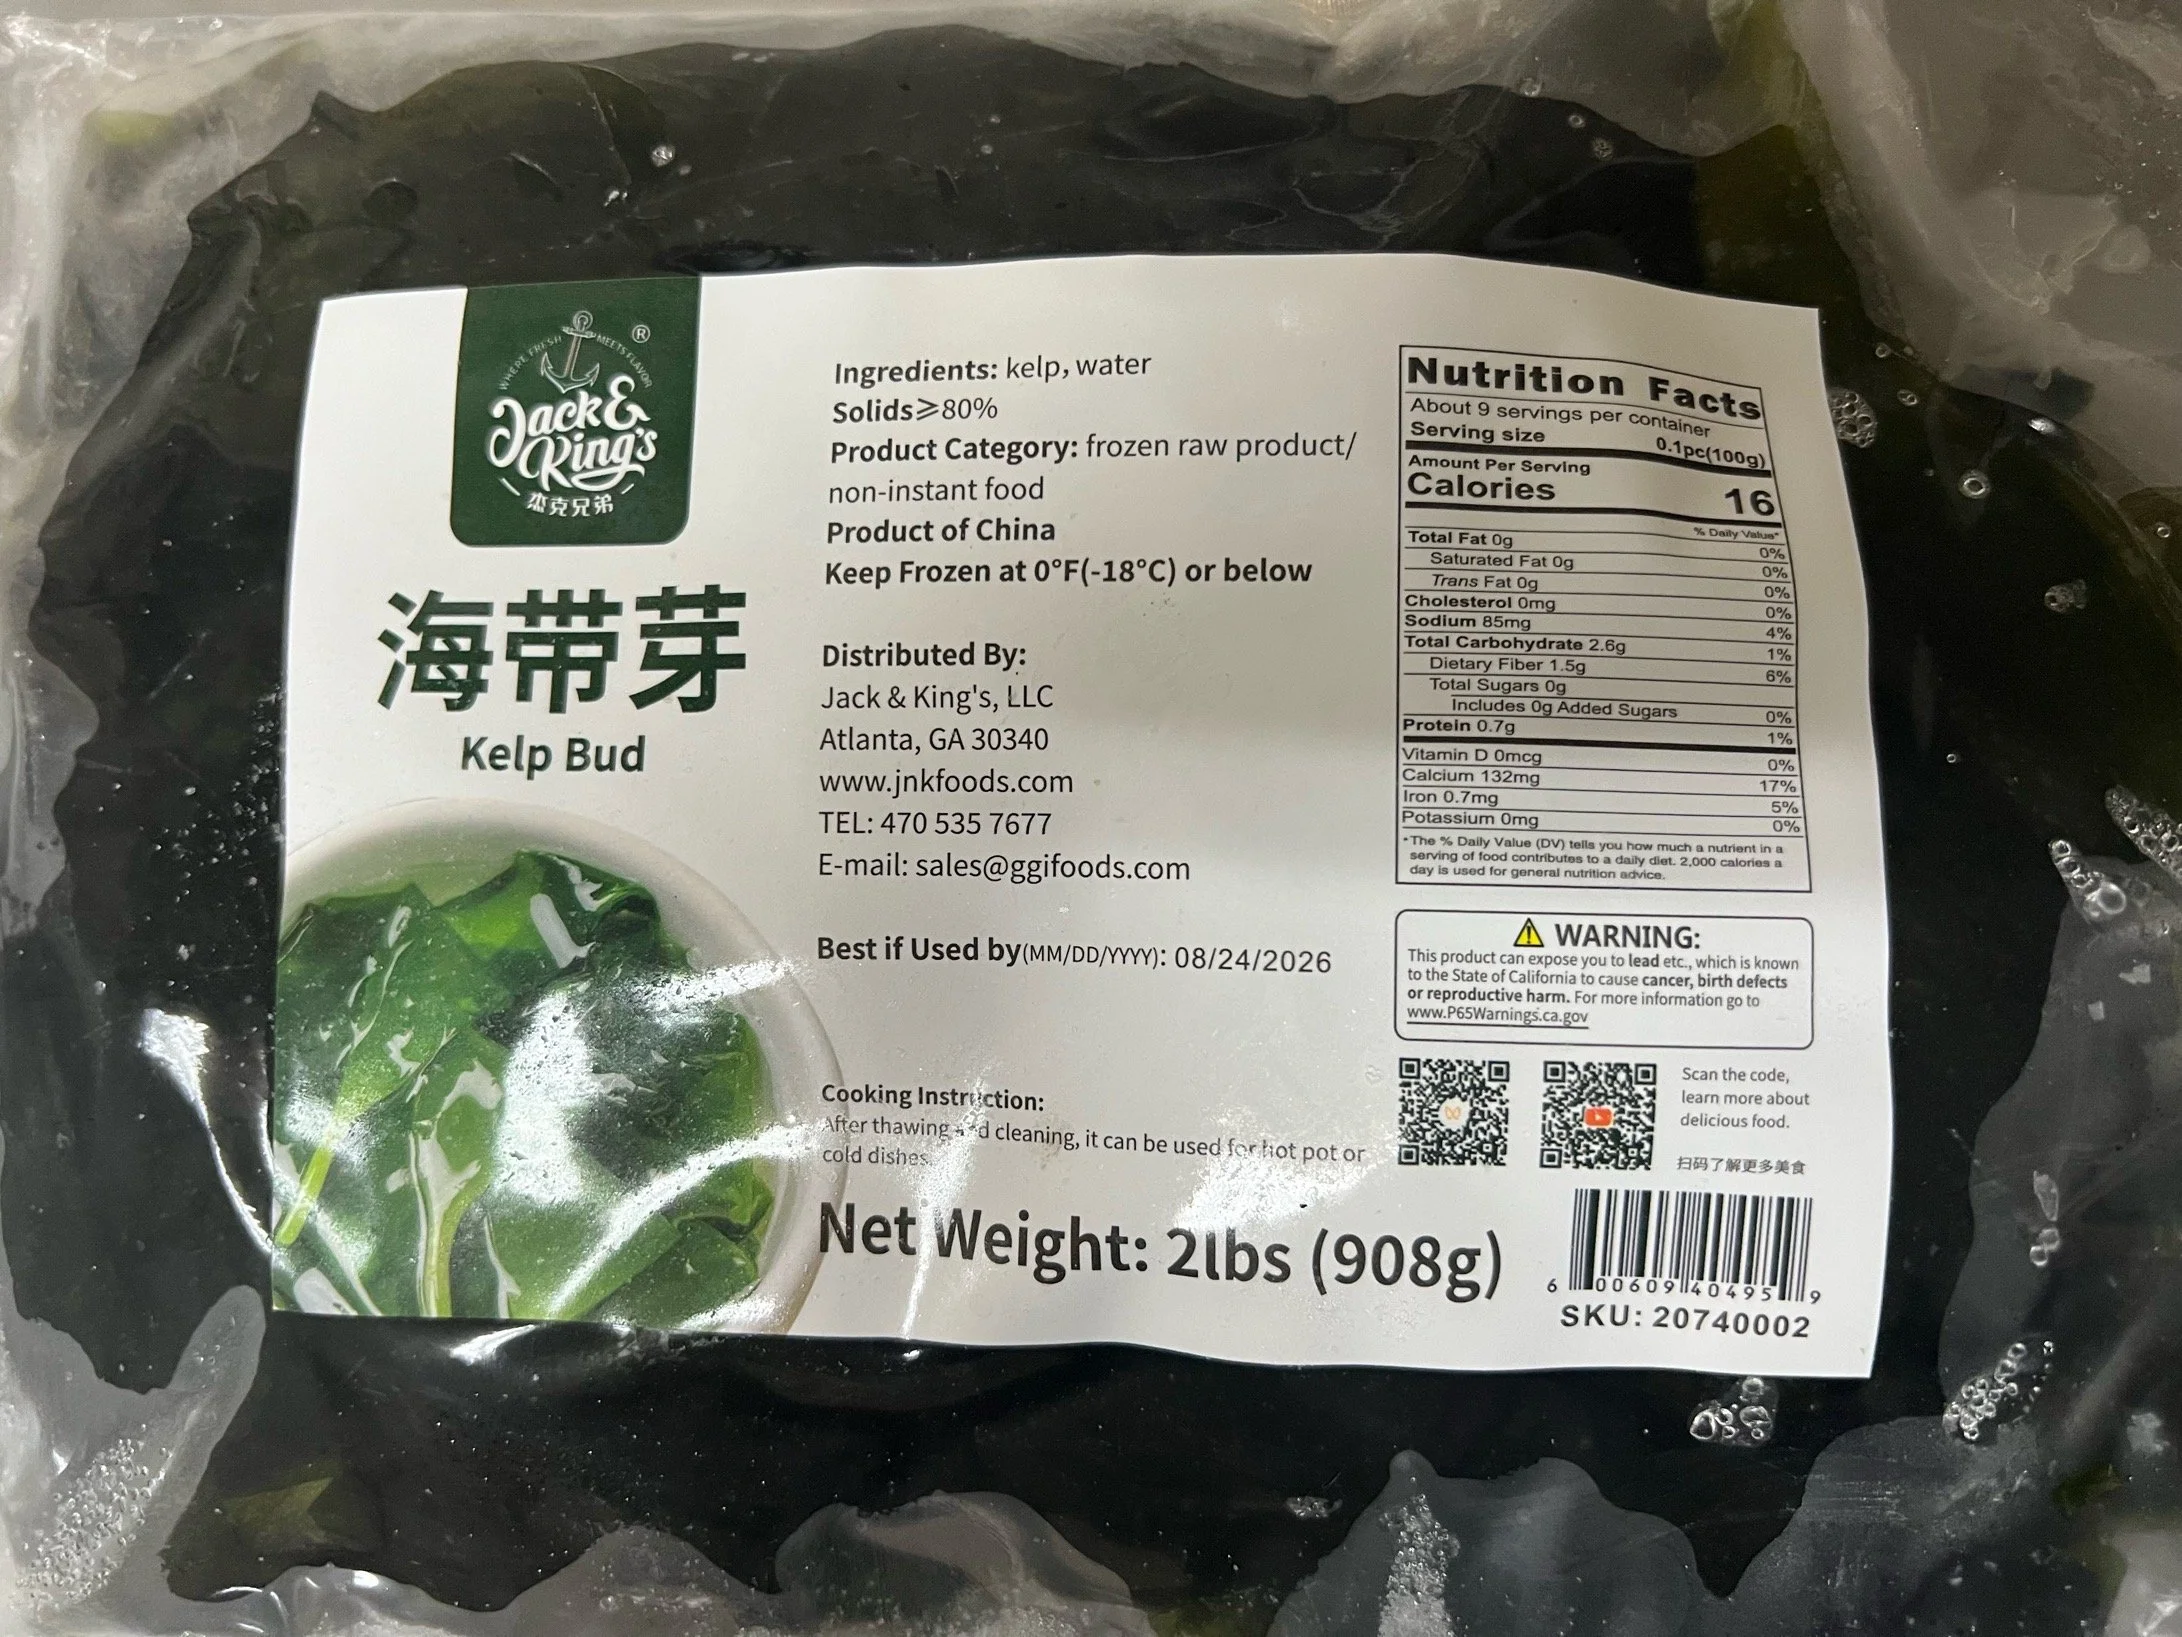 WHERE FRESH MEETS FLAVOR
®
Jack &
King's
杰克兄弟
海带芽
Kelp Bud
Ingredients: kelp, water
Solids⩾80%
Product Category: frozen raw product/
non-instant food
Product of China
Keep Frozen at 0°F(-18°C) or below
Distributed By:
Jack & King's, LLC
Atlanta, GA 30340
www.jnkfoods.com
TEL: 470 535 7677
E-mail: sales@ggifoods.com
Best if Used by(MM/DD/YYYY): 08/24/2026
Cooking Instruction:
After thawing and cleaning, it can be used for hot pot or
cold dishes.
Net Weight: 2lbs (908g)
Nutrition Facts
About 9 servings per container
Serving size 0.1pc(100g)
Amount Per Serving
Calories 16
% Daily Value*
Total Fat 0g 0%
Saturated Fat 0g 0%
Trans Fat 0g 0%
Cholesterol 0mg 0%
Sodium 85mg 4%
Total Carbohydrate 2.6g 1%
Dietary Fiber 1.5g 6%
Total Sugars 0g
Includes 0g Added Sugars 0%
Protein 0.7g 1%
Vitamin D 0mcg 0%
Calcium 132mg 17%
Iron 0.7mg 5%
Potassium 0mg 0%
*The % Daily Value (DV) tells you how much a nutrient in a
serving of food contributes to a daily diet. 2,000 calories a
day is used for general nutrition advice.
WARNING:
This product can expose you to lead etc., which is known
to the State of California to cause cancer, birth defects
or reproductive harm. For more information go to
www.P65Warnings.ca.gov
Scan the code,
learn more about
delicious food.
扫码了解更多美食
6 00609 40495 9
SKU: 20740002